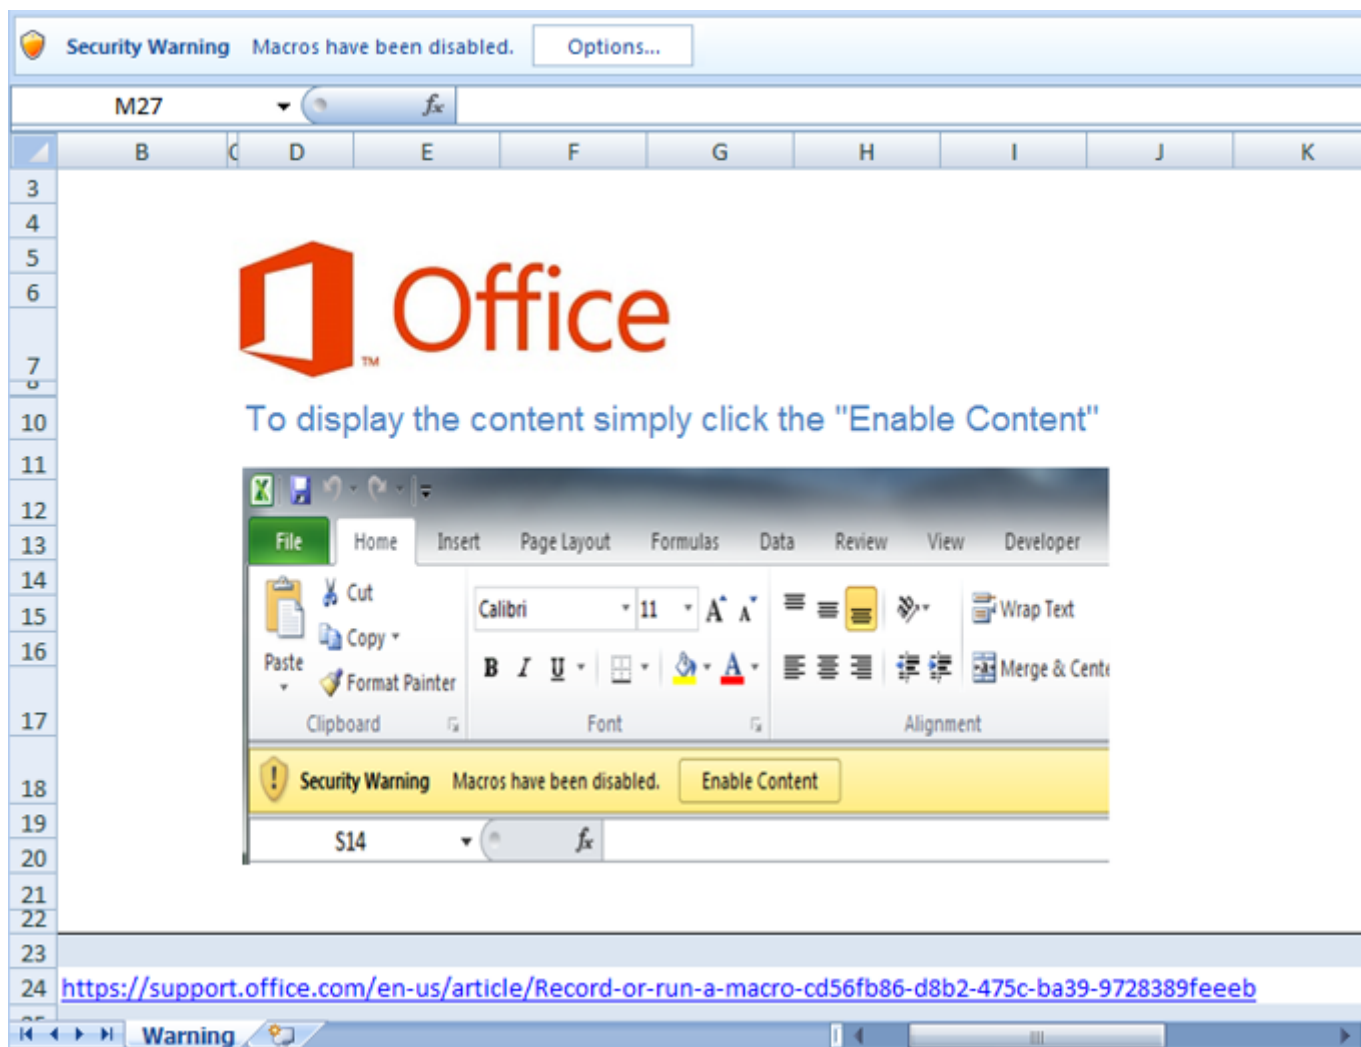 Security Warning Macros have been disabled. Options...
M27 fx
B C D E F G H I J K
3
4
5
6
Office
7
TM
8
10 To display the content simply click the "Enable Content"
11
12
13 File Home Insert Page Layout Formulas Data Review View Developer
14 Cut
15 Calibri 11 A A Wrap Text
Copy
16 Paste B I U A Merge & Cente
Format Painter
17 Clipboard Font Alignment
18 Security Warning Macros have been disabled. Enable Content
19
S14 fx
20
21
22
23
24 https://support.office.com/en-us/article/Record-or-run-a-macro-cd56fb86-d8b2-475c-ba39-9728389feeeb
Warning